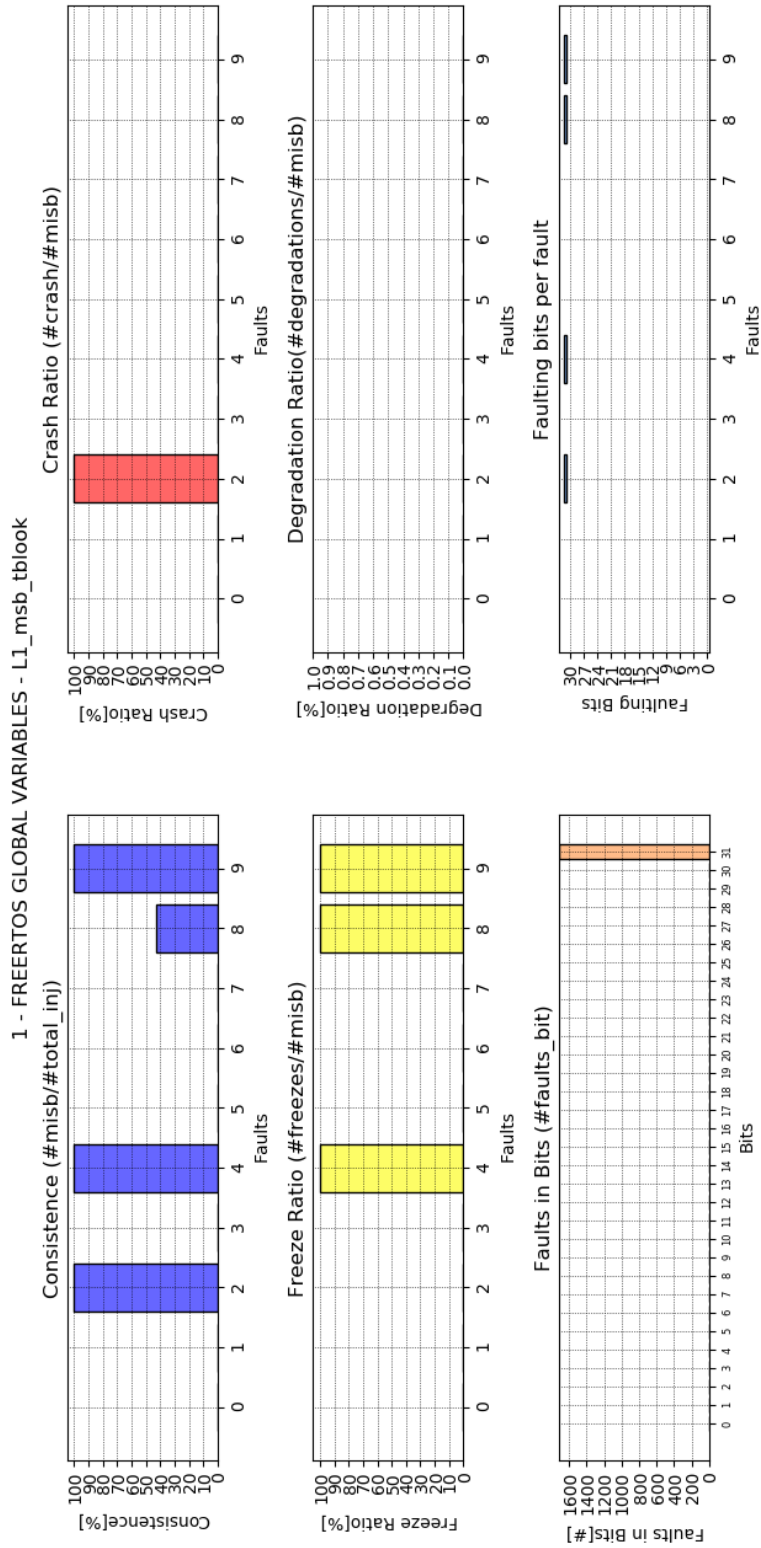 1 - FREERTOS GLOBAL VARIABLES - L1_msb_tblook
Consistence (#misb/#total_inj)
Consistence[%]
100
90
80
70
60
50
40
30
20
10
0
0 1 2 3 4 5 6 7 8 9
Faults
Crash Ratio (#crash/#misb)
Crash Ratio[%]
100
90
80
70
60
50
40
30
20
10
0
0 1 2 3 4 5 6 7 8 9
Faults
Freeze Ratio (#freezes/#misb)
Freeze Ratio[%]
100
90
80
70
60
50
40
30
20
10
0
0 1 2 3 4 5 6 7 8 9
Faults
Degradation Ratio(#degradations/#misb)
Degradation Ratio[%]
1.0
0.9
0.8
0.7
0.6
0.5
0.4
0.3
0.2
0.1
0.0
0 1 2 3 4 5 6 7 8 9
Faults
Faults in Bits (#faults_bit)
Faults in Bits[#]
1600
1400
1200
1000
800
600
400
200
0
0 1 2 3 4 5 6 7 8 9 10 11 12 13 14 15 16 17 18 19 20 21 22 23 24 25 26 27 28 29 30 31
Bits
Faulting bits per fault
Faulting Bits
30
27
24
21
18
15
12
9
6
3
0
0 1 2 3 4 5 6 7 8 9
Faults